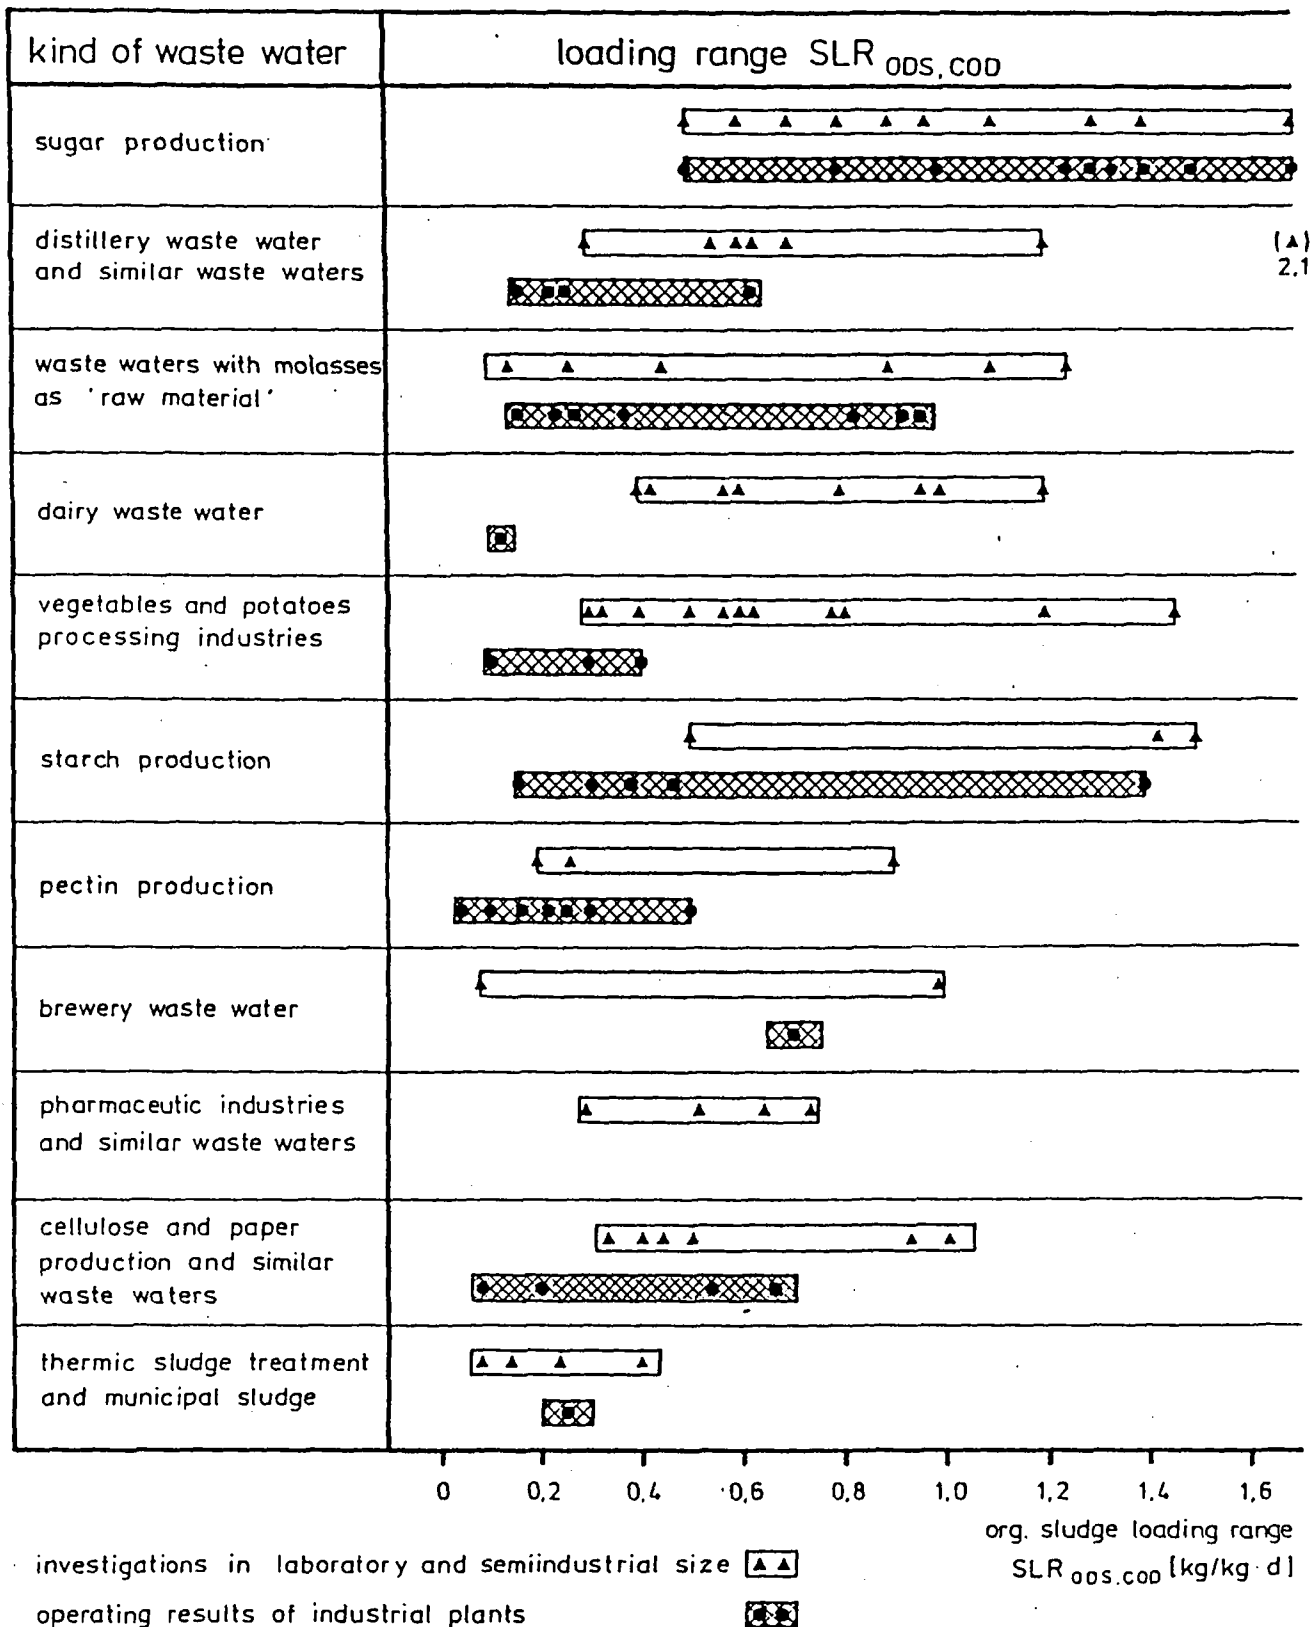 kind of waste water
loading range SLR ODS, COD
sugar production
distillery waste water
and similar waste waters
(▲)
2.1
waste waters with molasses
as 'raw material'
dairy waste water
vegetables and potatoes
processing industries
starch production
pectin production
brewery waste water
pharmaceutic industries
and similar waste waters
cellulose and paper
production and similar
waste waters
thermic sludge treatment
and municipal sludge
0 0,2 0,4 0,6 0,8 1,0 1,2 1,4 1,6
org. sludge loading range
SLR ODS,COD [kg/kg·d]
investigations in laboratory and semiindustrial size
operating results of industrial plants